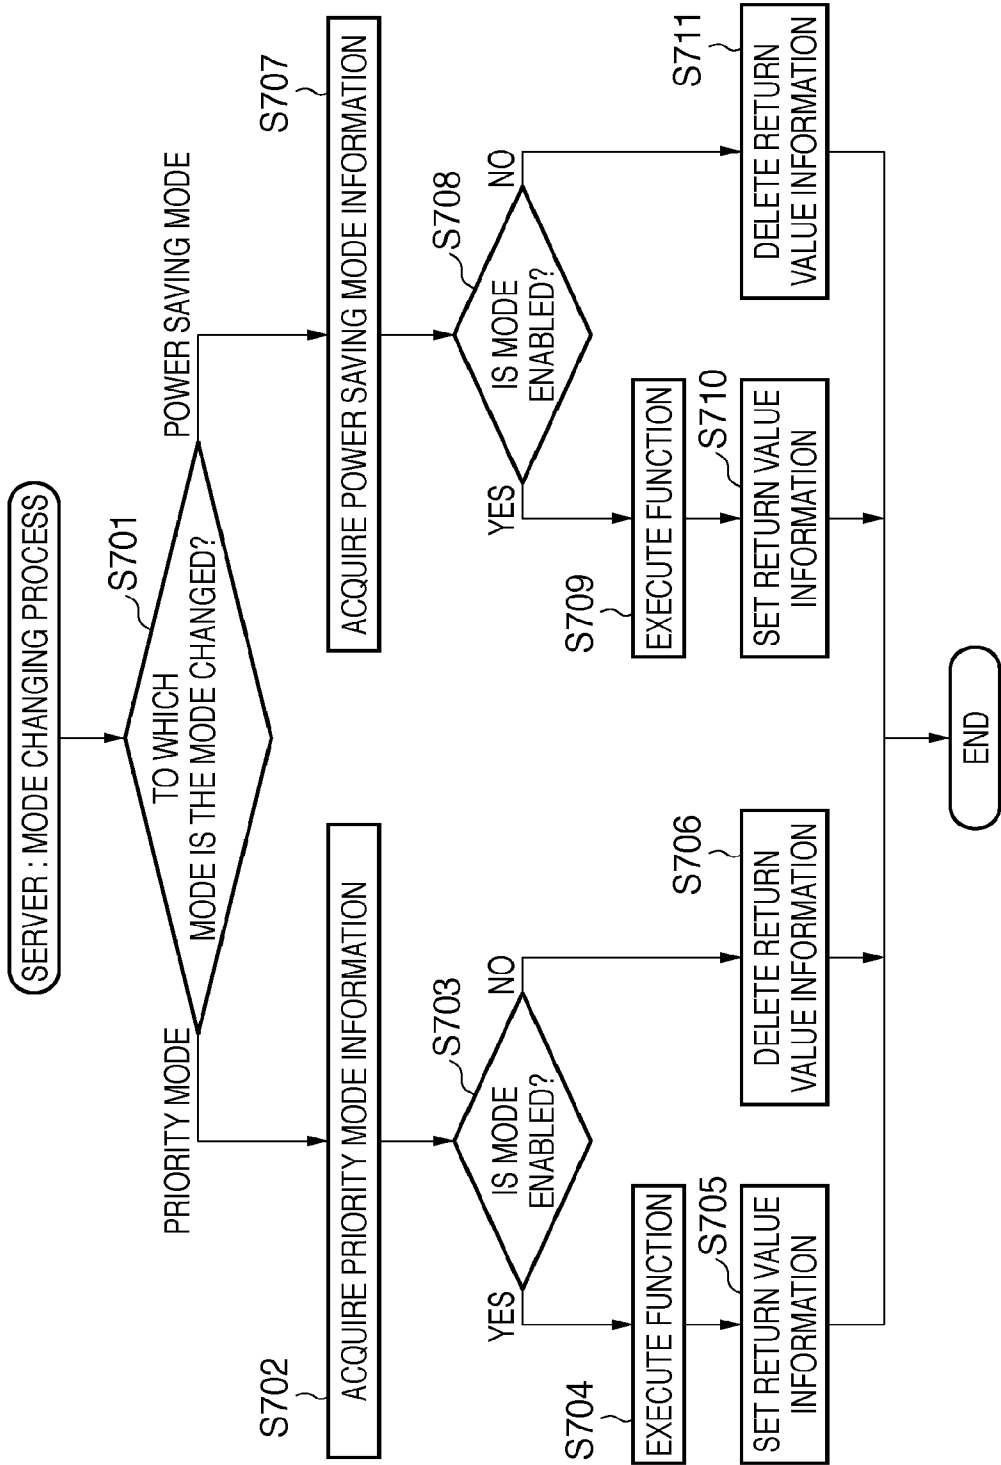 SERVER : MODE CHANGING PROCESS
S701
TO WHICH
MODE IS THE MODE CHANGED?
PRIORITY MODE
POWER SAVING MODE
S702
ACQUIRE PRIORITY MODE INFORMATION
S703
IS MODE
ENABLED?
YES
NO
S704
EXECUTE FUNCTION
S705
SET RETURN VALUE
INFORMATION
S706
DELETE RETURN
VALUE INFORMATION
S707
ACQUIRE POWER SAVING MODE INFORMATION
S708
IS MODE
ENABLED?
YES
NO
S709
EXECUTE FUNCTION
S710
SET RETURN VALUE
INFORMATION
S711
DELETE RETURN
VALUE INFORMATION
END